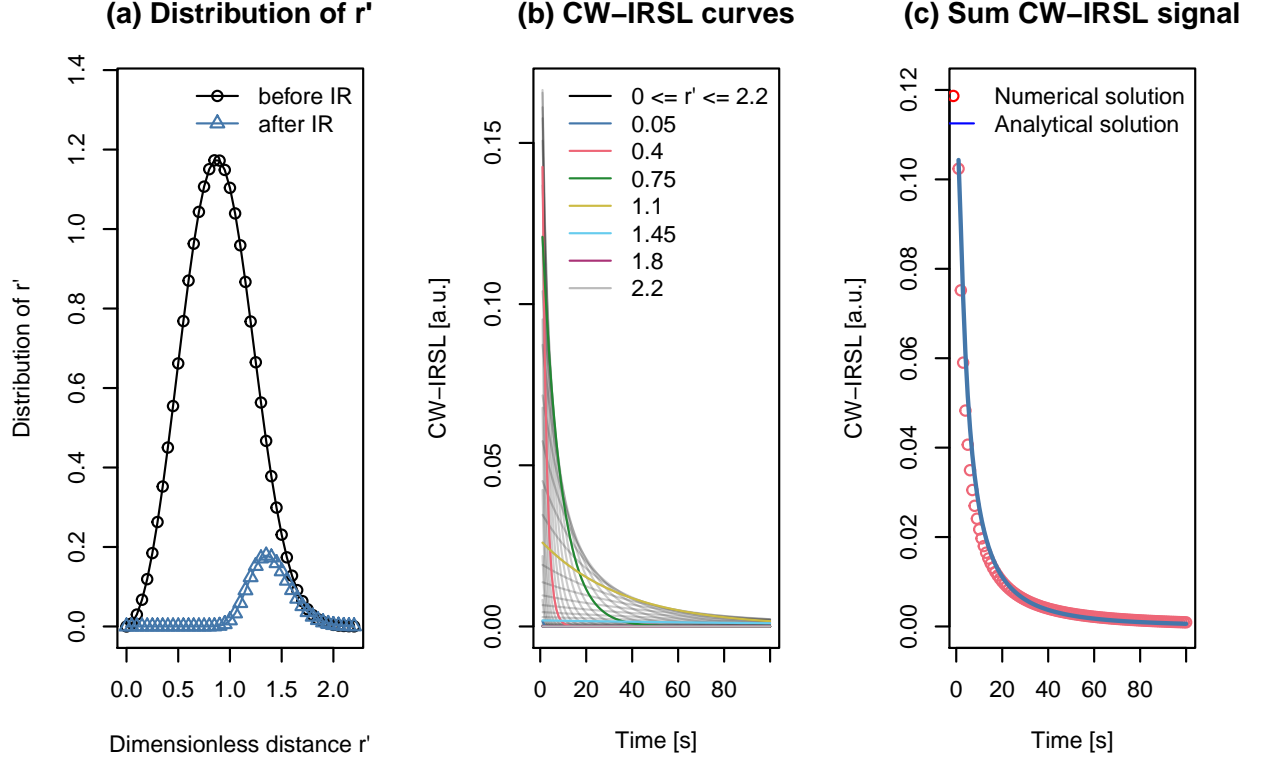 (a) Distribution of r'
Distribution of r'
1.4
1.2
1.0
0.8
0.6
0.4
0.2
0.0
before IR
after IR
0.0 0.5 1.0 1.5 2.0
Dimensionless distance r'
(b) CW−IRSL curves
CW−IRSL [a.u.]
0.15
0.10
0.05
0.00
0 <= r' <= 2.2
0.05
0.4
0.75
1.1
1.45
1.8
2.2
0 20 40 60 80
Time [s]
(c) Sum CW−IRSL signal
CW−IRSL [a.u.]
0.12
0.10
0.08
0.06
0.04
0.02
0.00
Numerical solution
Analytical solution
0 20 40 60 80
Time [s]